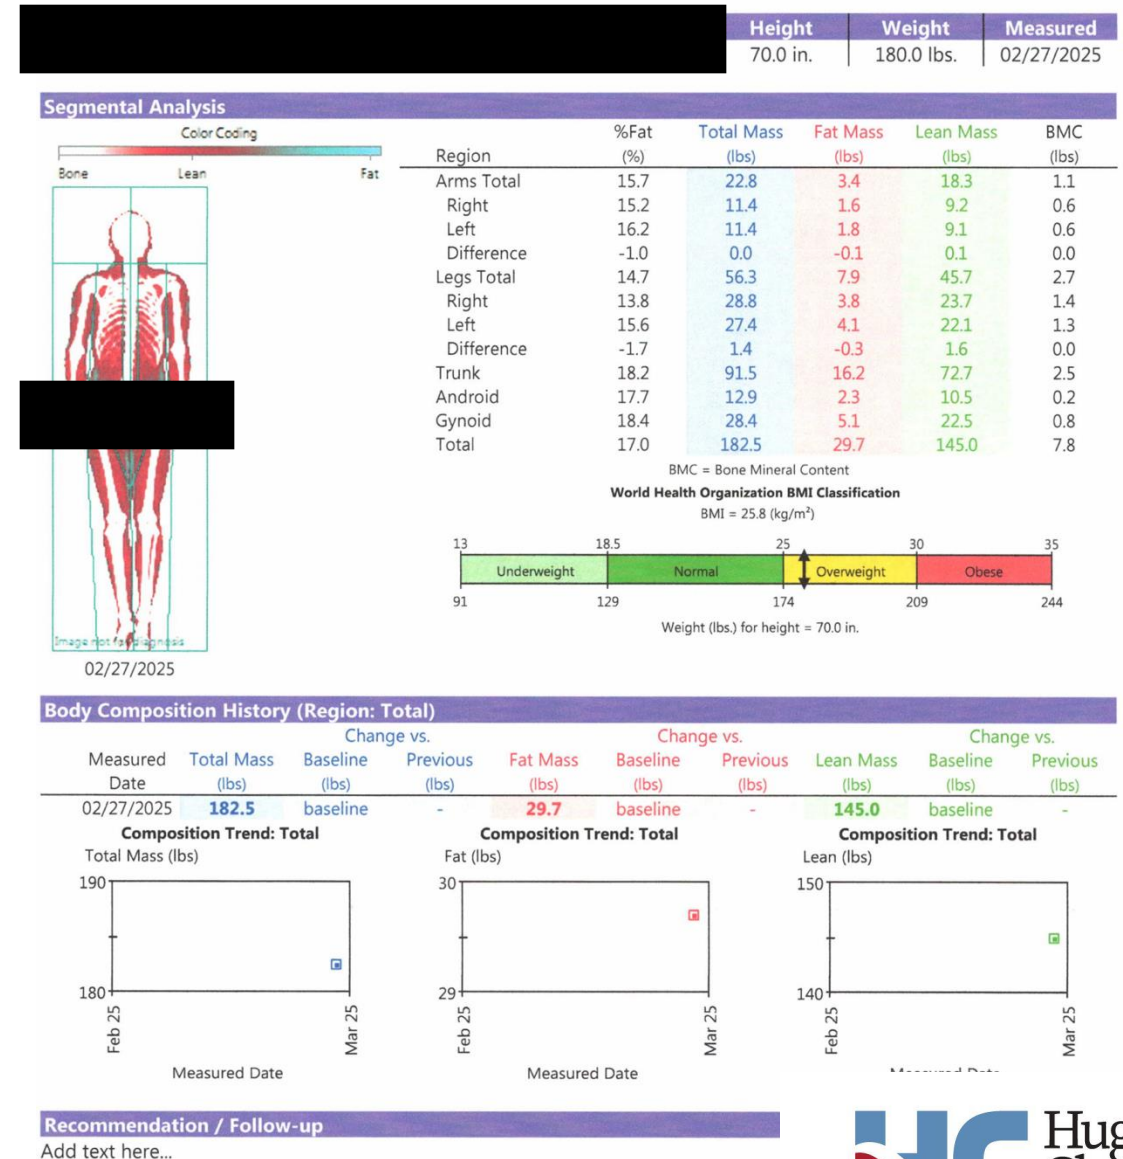 Height Weight Measured
70.0 in. 180.0 lbs. 02/27/2025
Segmental Analysis
Color Coding
Bone Lean Fat
%Fat Total Mass Fat Mass Lean Mass BMC
Region (%) (lbs) (lbs) (lbs) (lbs)
Arms Total 15.7 22.8 3.4 18.3 1.1
Right 15.2 11.4 1.6 9.2 0.6
Left 16.2 11.4 1.8 9.1 0.6
Difference -1.0 0.0 -0.1 0.1 0.0
Legs Total 14.7 56.3 7.9 45.7 2.7
Right 13.8 28.8 3.8 23.7 1.4
Left 15.6 27.4 4.1 22.1 1.3
Difference -1.7 1.4 -0.3 1.6 0.0
Trunk 18.2 91.5 16.2 72.7 2.5
Android 17.7 12.9 2.3 10.5 0.2
Gynoid 18.4 28.4 5.1 22.5 0.8
Total 17.0 182.5 29.7 145.0 7.8
BMC = Bone Mineral Content
World Health Organization BMI Classification
BMI = 25.8 (kg/m²)
13 18.5 25 30 35
Underweight Normal Overweight Obese
91 129 174 209 244
Weight (lbs.) for height = 70.0 in.
Image not for diagnosis
02/27/2025
Body Composition History (Region: Total)
Change vs. Change vs. Change vs.
Measured Total Mass Baseline Previous Fat Mass Baseline Previous Lean Mass Baseline Previous
Date (lbs) (lbs) (lbs) (lbs) (lbs) (lbs) (lbs) (lbs) (lbs)
02/27/2025 182.5 baseline - 29.7 baseline - 145.0 baseline -
Composition Trend: Total Composition Trend: Total Composition Trend: Total
Total Mass (lbs) Fat (lbs) Lean (lbs)
190 30 150
180 29 140
Feb 25 Mar 25 Feb 25 Mar 25 Feb 25 Mar 25
Measured Date Measured Date
Recommendation / Follow-up
Add text here...
HC Hug